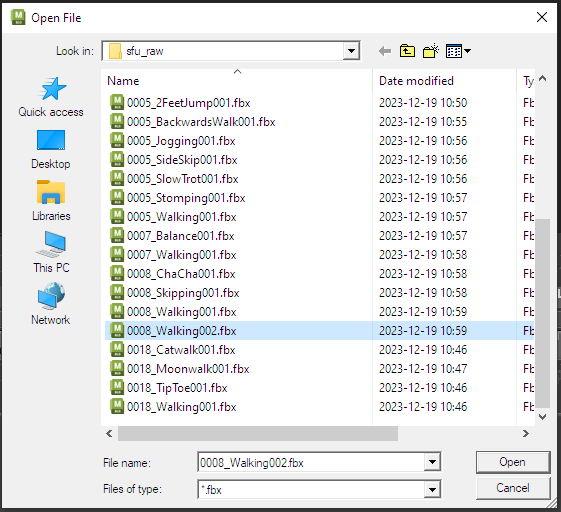 Open File
Look in: sfu_raw
Name Date modified Ty
0005_2FeetJump001.fbx 2023-12-19 10:50 Fb
0005_BackwardsWalk001.fbx 2023-12-19 10:55 Fb
0005_Jogging001.fbx 2023-12-19 10:56 Fb
0005_SideSkip001.fbx 2023-12-19 10:56 Fb
0005_SlowTrot001.fbx 2023-12-19 10:56 Fb
0005_Stomping001.fbx 2023-12-19 10:57 Fb
0005_Walking001.fbx 2023-12-19 10:57 Fb
0007_Balance001.fbx 2023-12-19 10:57 Fb
0007_Walking001.fbx 2023-12-19 10:58 Fb
0008_ChaCha001.fbx 2023-12-19 10:58 Fb
0008_Skipping001.fbx 2023-12-19 10:58 Fb
0008_Walking001.fbx 2023-12-19 10:59 Fb
0008_Walking002.fbx 2023-12-19 10:59 Fb
0018_Catwalk001.fbx 2023-12-19 10:46 Fb
0018_Moonwalk001.fbx 2023-12-19 10:47 Fb
0018_TipToe001.fbx 2023-12-19 10:46 Fb
0018_Walking001.fbx 2023-12-19 10:46 Fb
Quick access
Desktop
Libraries
This PC
Network
File name: 0008_Walking002.fbx Open
Files of type: *.fbx Cancel